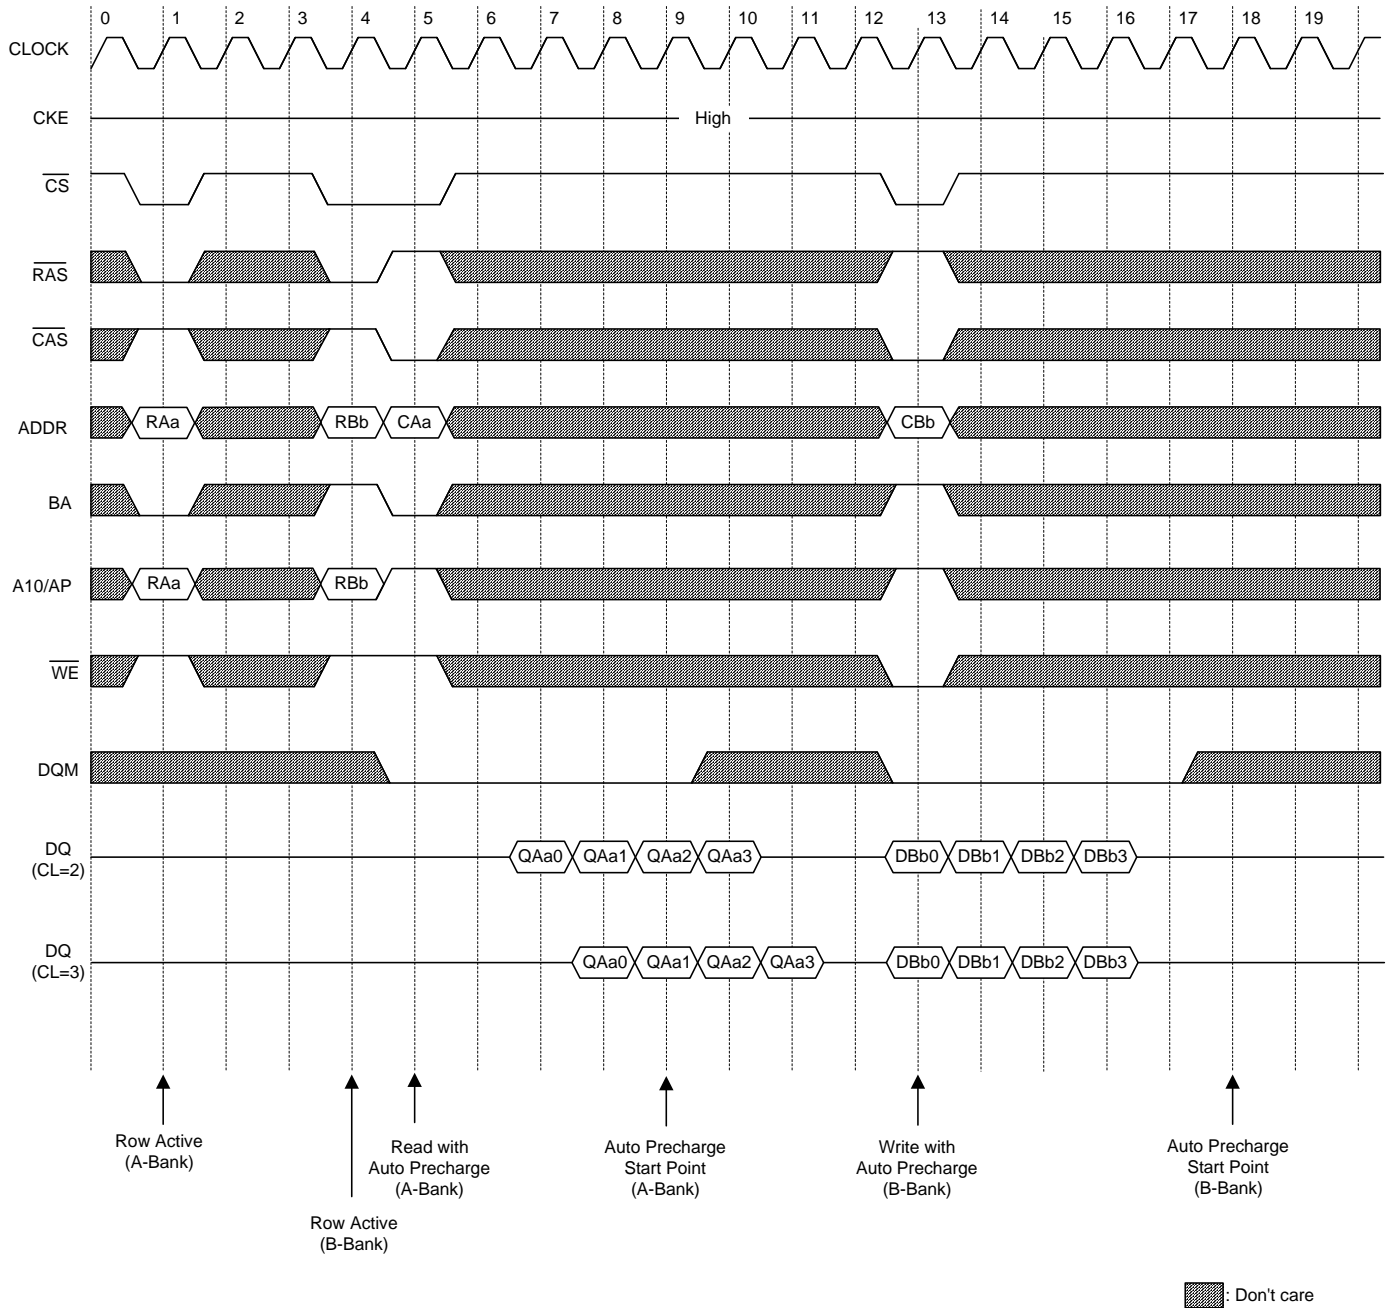 0 1 2 3 4 5 6 7 8 9 10 11 12 13 14 15 16 17 18 19
CLOCK
CKE High
CS
RAS
CAS
ADDR RAa RBb CAa CBb
BA
A10/AP RAa RBb
WE
DQM
DQ
(CL=2)
QAa0 QAa1 QAa2 QAa3 DBb0 DBb1 DBb2 DBb3
DQ
(CL=3)
QAa0 QAa1 QAa2 QAa3 DBb0 DBb1 DBb2 DBb3
Row Active
(A-Bank)
Row Active
(B-Bank)
Read with
Auto Precharge
(A-Bank)
Auto Precharge
Start Point
(A-Bank)
Write with
Auto Precharge
(B-Bank)
Auto Precharge
Start Point
(B-Bank)
: Don't care